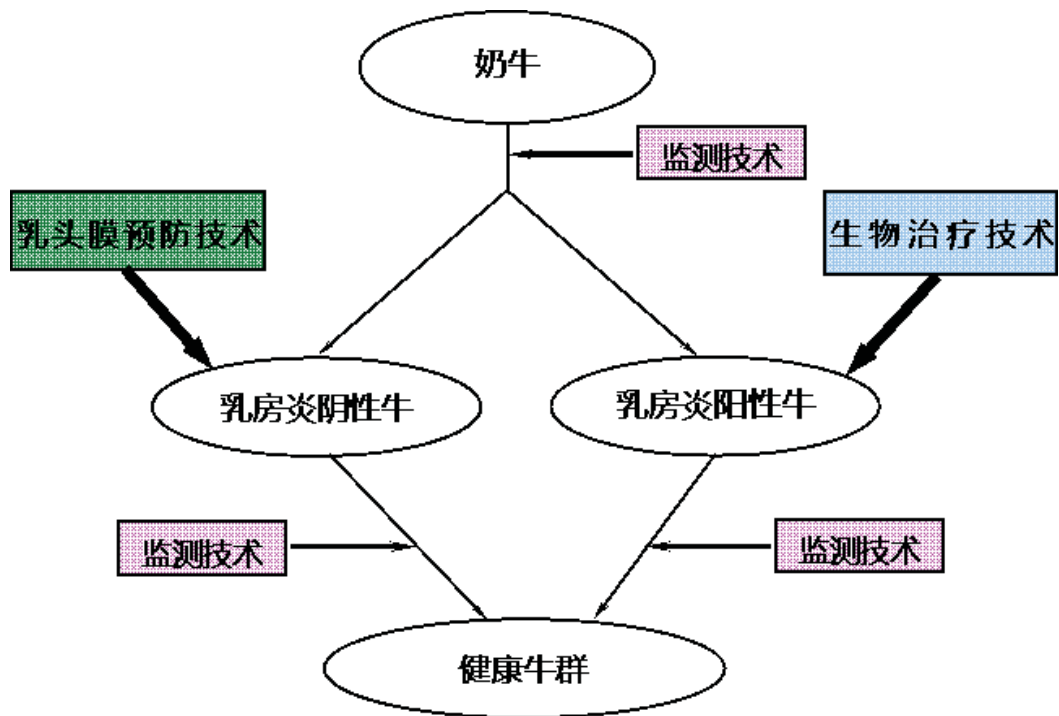 奶牛
监测技术
乳头膜预防技术
生物治疗技术
乳房炎阴性牛
乳房炎阳性牛
监测技术
监测技术
健康牛群